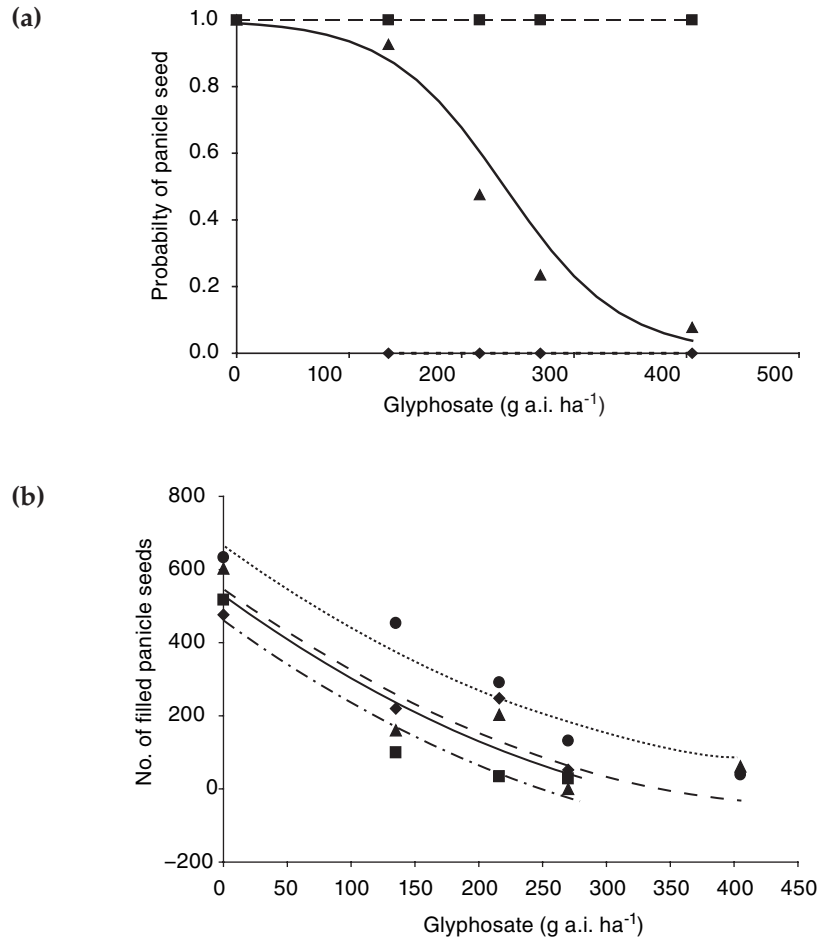 (a)
1.0
0.8
0.6
0.4
0.2
0.0
Probabilty of panicle seed
0 100 200 300 400 500
Glyphosate (g a.i. ha-1)
(b)
800
600
400
200
0
−200
No. of filled panicle seeds
0 50 100 150 200 250 300 350 400 450
Glyphosate (g a.i. ha-1)